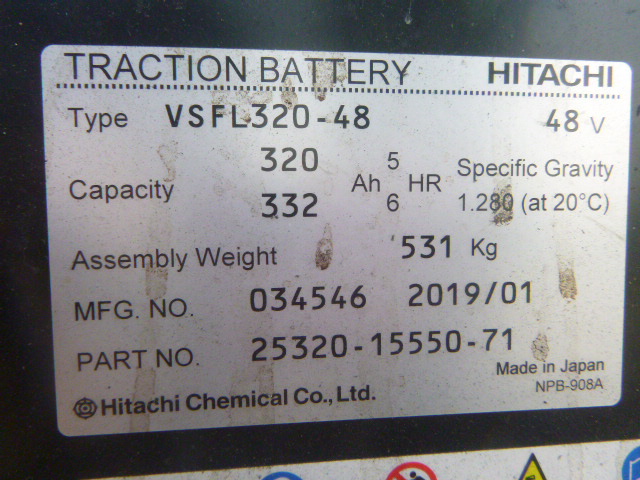 TRACTION BATTERY HITACHI
Type VSFL320-48 48 V
Capacity 320 Ah 5 HR Specific Gravity
332 6 1.280 (at 20°C)
Assembly Weight 531 Kg
MFG. NO. 034546 2019/01
PART NO. 25320-15550-71
Made in Japan
NPB-908A
Hitachi Chemical Co., Ltd.